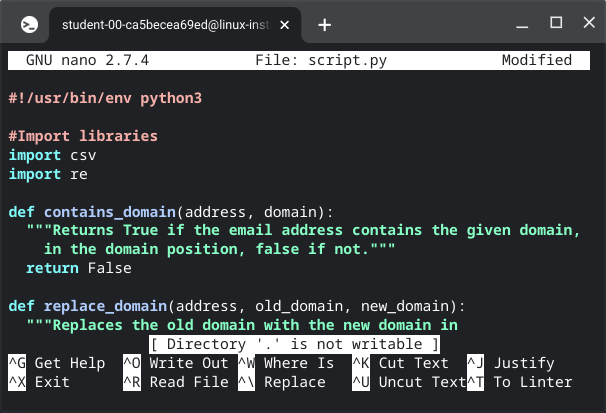 student-00-ca5becea69ed@linux-inst
GNU nano 2.7.4 File: script.py Modified
#!/usr/bin/env python3
#Import libraries
import csv
import re
def contains_domain(address, domain):
"""Returns True if the email address contains the given domain,
in the domain position, false if not."""
return False
def replace_domain(address, old_domain, new_domain):
"""Replaces the old domain with the new domain in
[ Directory '.' is not writable ]
^G Get Help ^O Write Out ^W Where Is ^K Cut Text ^J Justify
^X Exit ^R Read File ^\ Replace ^U Uncut Text ^T To Linter